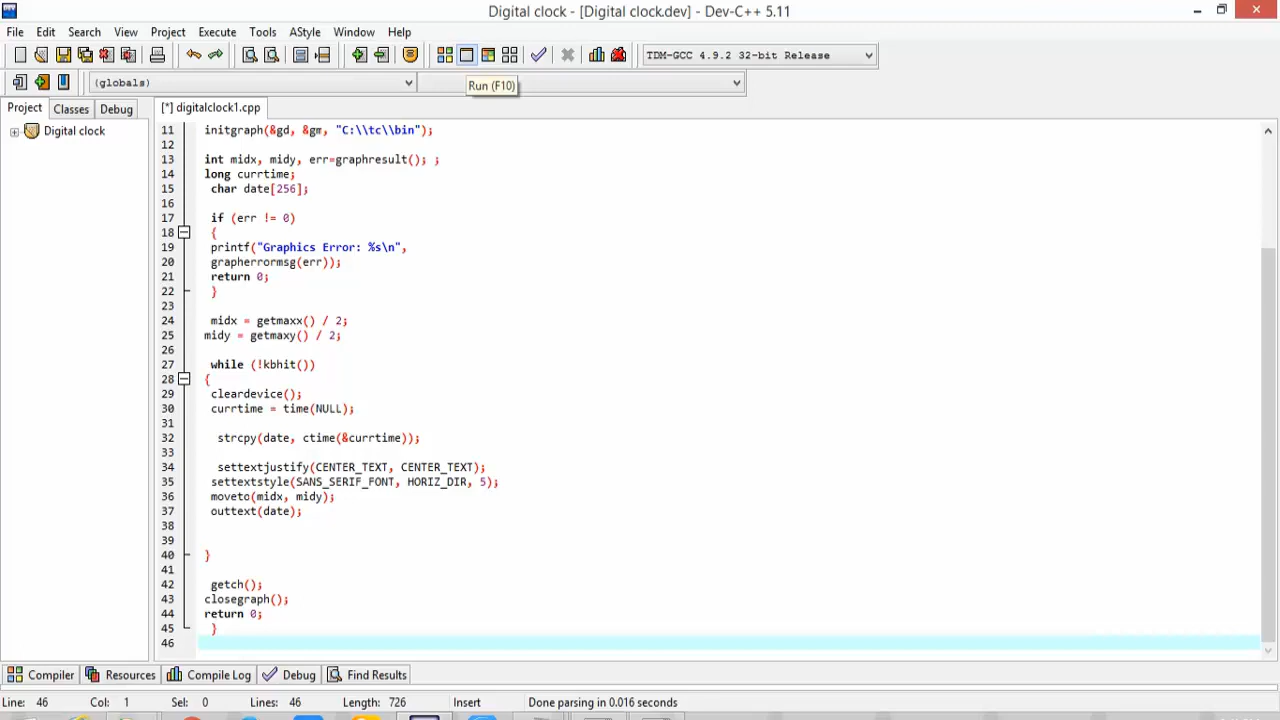 Digital clock - [Digital clock.dev] - Dev-C++ 5.11
File Edit Search View Project Execute Tools AStyle Window Help
TDM-GCC 4.9.2 32-bit Release
(globals)
Run (F10)
Project Classes Debug
[*] digitalclock1.cpp
Digital clock
11 initgraph(&gd, &gm, "C:\\tc\\bin");
12
13 int midx, midy, err=graphresult(); ;
14 long currtime;
15 char date[256];
16
17 if (err != 0)
18 {
19 printf("Graphics Error: %s\n",
20 grapherrormsg(err));
21 return 0;
22 }
23
24 midx = getmaxx() / 2;
25 midy = getmaxy() / 2;
26
27 while (!kbhit())
28 {
29 cleardevice();
30 currtime = time(NULL);
31
32 strcpy(date, ctime(&currtime));
33
34 settextjustify(CENTER_TEXT, CENTER_TEXT);
35 settextstyle(SANS_SERIF_FONT, HORIZ_DIR, 5);
36 moveto(midx, midy);
37 outtext(date);
38
39
40 }
41
42 getch();
43 closegraph();
44 return 0;
45 }
46
Compiler Resources Compile Log Debug Find Results
Line: 46 Col: 1 Sel: 0 Lines: 46 Length: 726 Insert Done parsing in 0.016 seconds